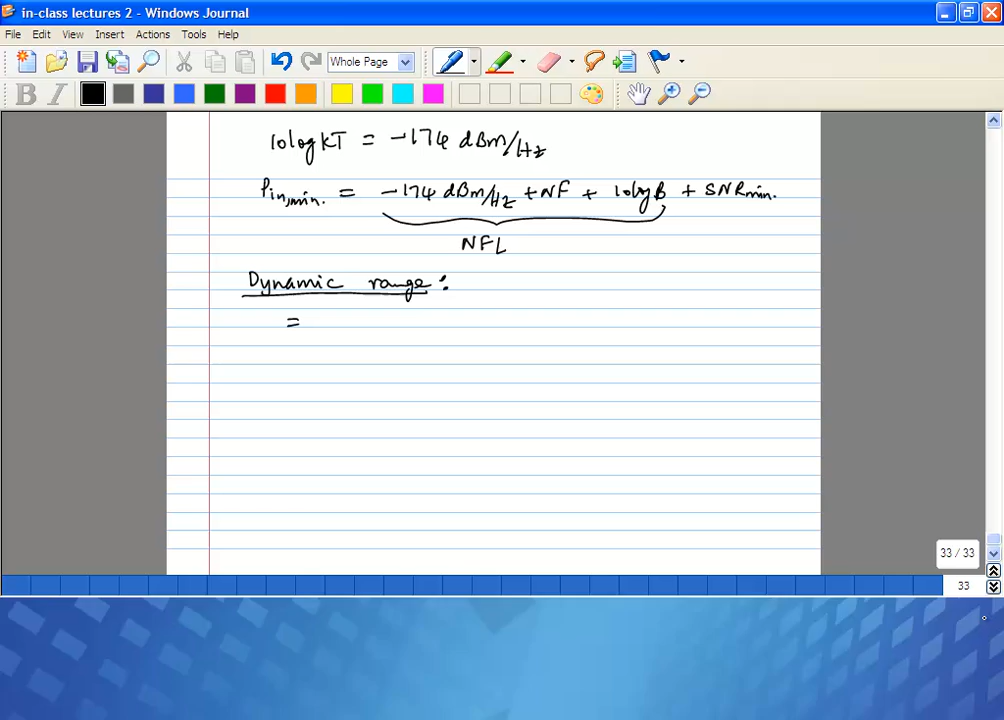 in-class lectures 2 - Windows Journal
File Edit View Insert Actions Tools Help
Whole Page
B I
10logKT = -174 dBm/Hz
Pin,min. = -174 dBm/Hz + NF + 10logB + SNRmin.
NFL
Dynamic range :
=
33 / 33
33